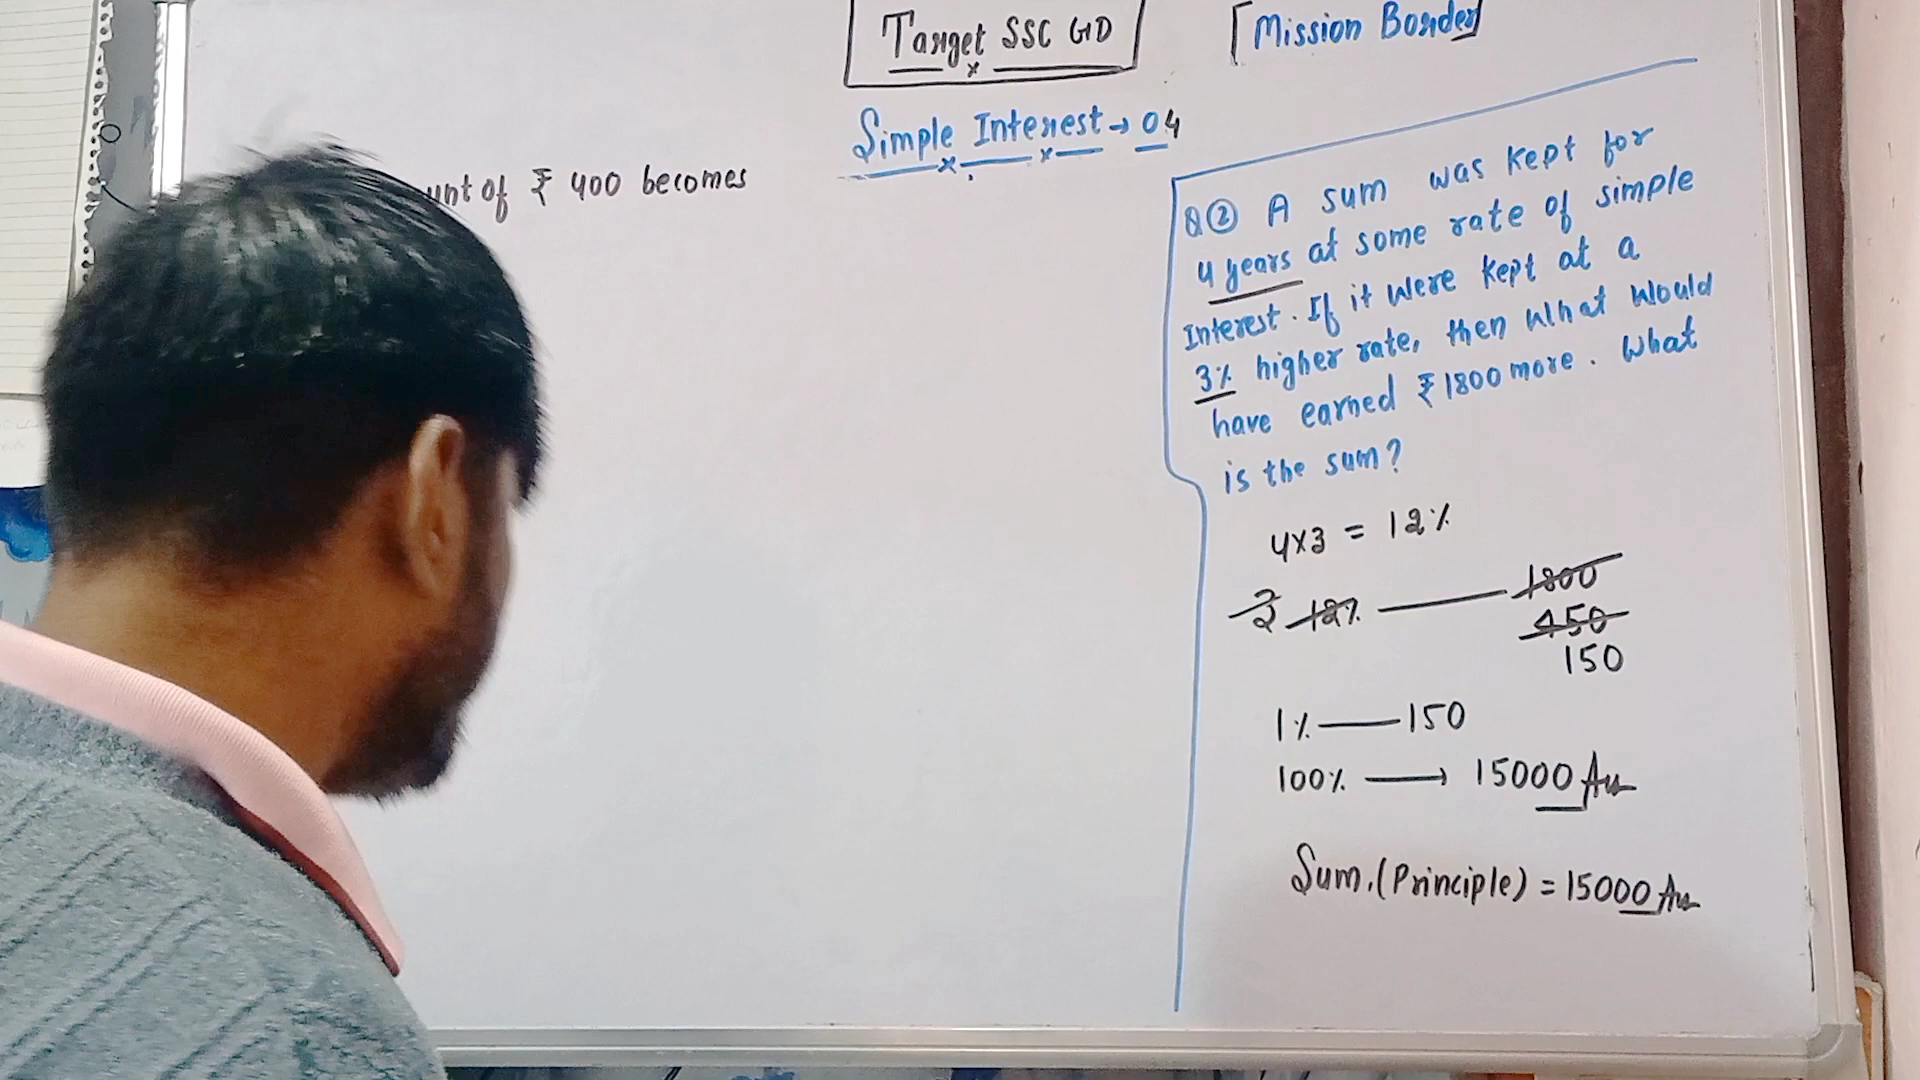 Target SSC GD
[Mission Border]
Simple Interest → 04
unt of ₹ 400 becomes
Q② A sum was kept for
4 years at some rate of simple
Interest. If it were kept at a
3% higher rate, then what would
have earned ₹1800 more. What
is the sum?
4×3 = 12%
3 12% — 1800
450
150
1% — 150
100% → 15000 Ans
Sum.(Principle) = 15000 Ans